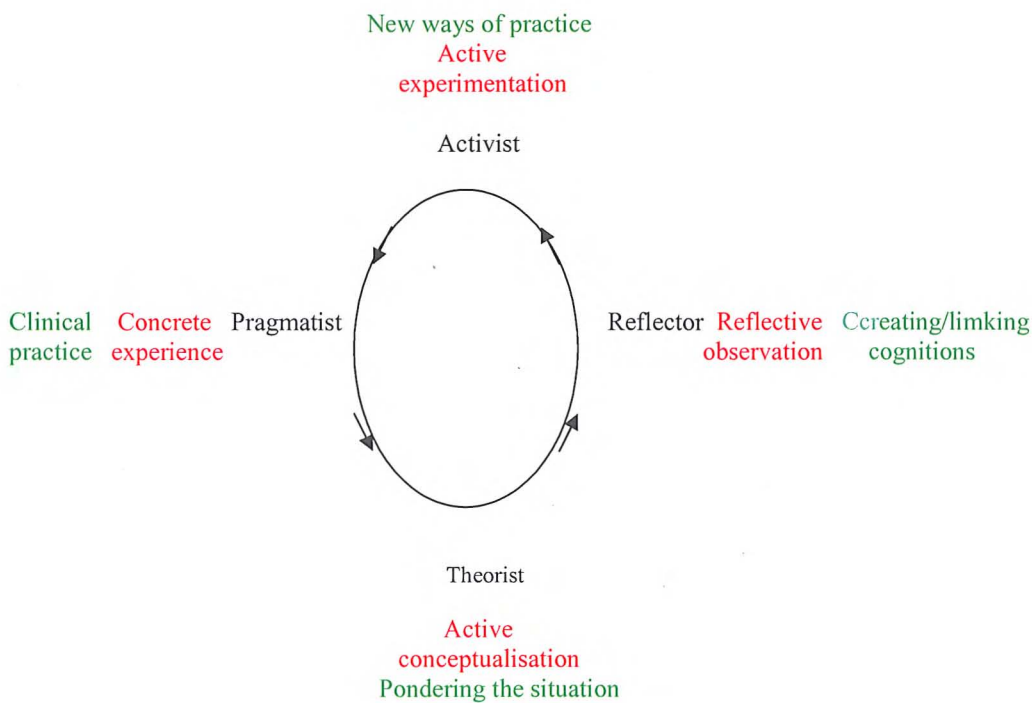 New ways of practice
Active
experimentation
Activist
Clinical
practice
Concrete
experience
Pragmatist
Reflector
Reflective
observation
Ccreating/limking
cognitions
Theorist
Active
conceptualisation
Pondering the situation